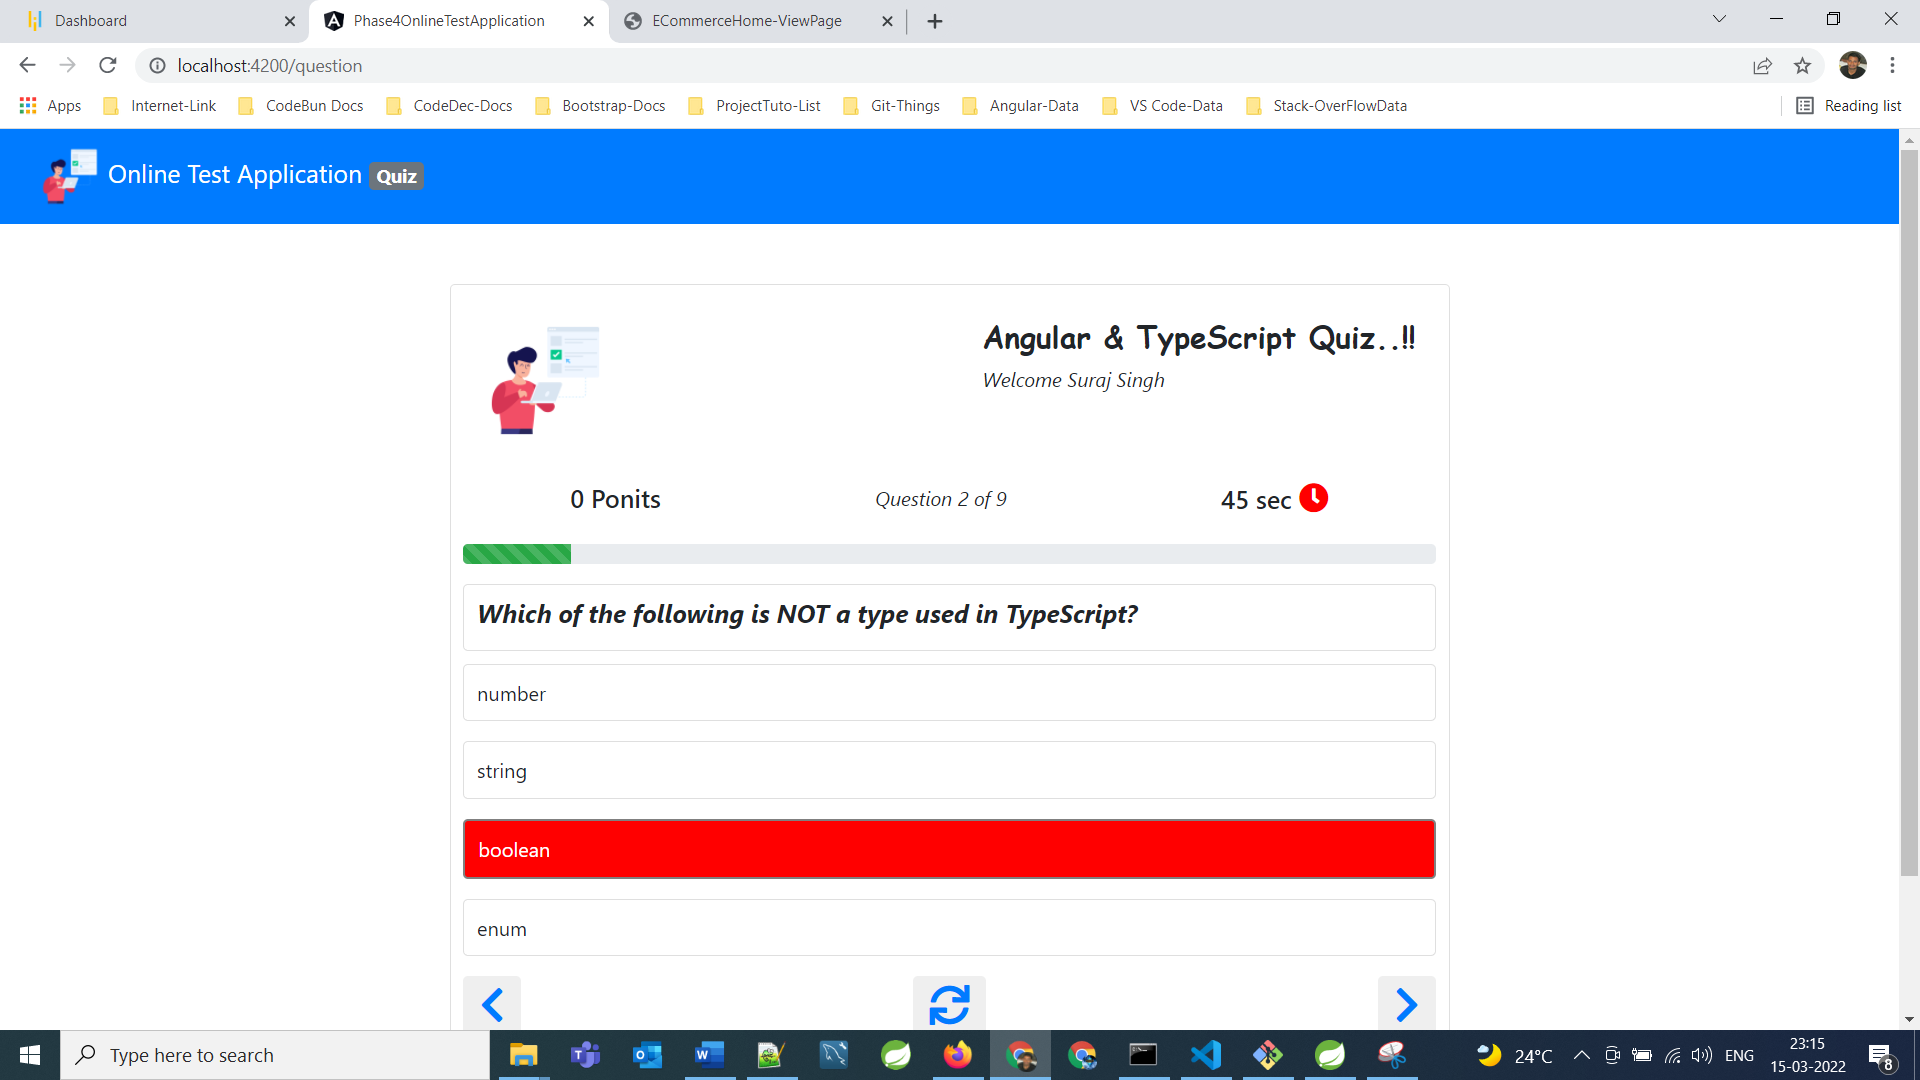 Dashboard
Phase4OnlineTestApplication
ECommerceHome-ViewPage
localhost:4200/question
Apps
Internet-Link
CodeBun Docs
CodeDec-Docs
Bootstrap-Docs
ProjectTuto-List
Git-Things
Angular-Data
VS Code-Data
Stack-OverFlowData
Reading list
Online Test Application Quiz
Angular & TypeScript Quiz..!!
Welcome Suraj Singh
0 Ponits
Question 2 of 9
45 sec
Which of the following is NOT a type used in TypeScript?
number
string
boolean
enum
Type here to search
24°C
ENG
23:15
15-03-2022
8